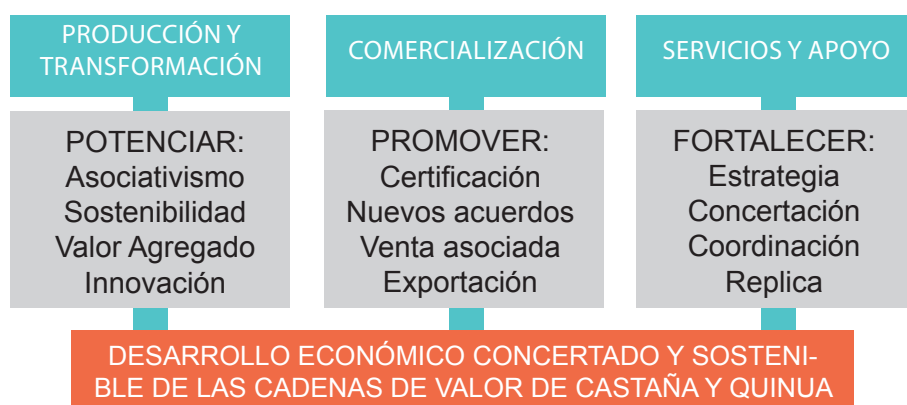 PRODUCCIÓN Y
TRANSFORMACIÓN
COMERCIALIZACIÓN
SERVICIOS Y APOYO
POTENCIAR:
Asociativismo
Sostenibilidad
Valor Agregado
Innovación
PROMOVER:
Certificación
Nuevos acuerdos
Venta asociada
Exportación
FORTALECER:
Estrategia
Concertación
Coordinación
Replica
DESARROLLO ECONÓMICO CONCERTADO Y SOSTENI-
BLE DE LAS CADENAS DE VALOR DE CASTAÑA Y QUINUA